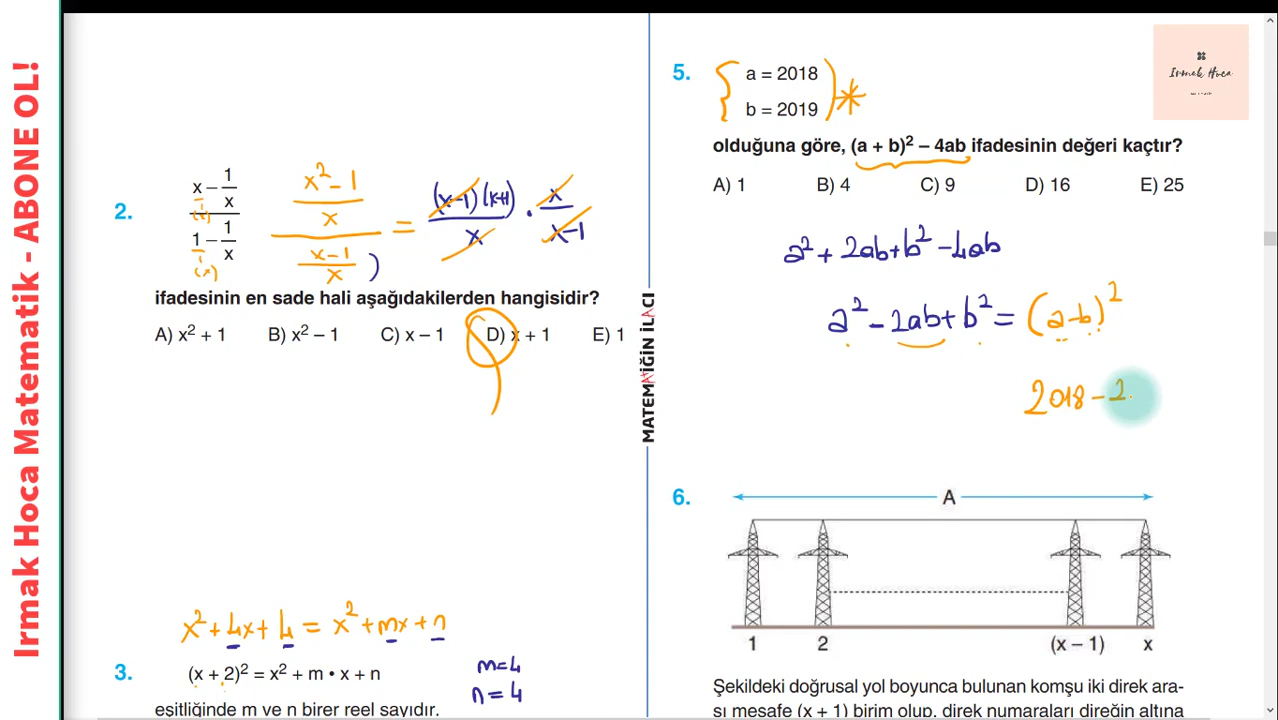 Irmak Hoca Matematik - ABONE OL!
2.
x – 1/x
1 – 1/x
(x)
(x)
x² – 1
x
x – 1
x
=
(x–1)(x+1)
x
·
x
x–1
ifadesinin en sade hali aşağıdakilerden hangisidir?
A) x² + 1 B) x² – 1 C) x – 1 D) x + 1 E) 1
x² + 4x + 4 = x² + mx + n
3. (x + 2)² = x² + m • x + n
m=4
n=4
eşitliğinde m ve n birer reel sayıdır.
MATEMATİĞİN İLACI
5.
a = 2018
b = 2019
olduğuna göre, (a + b)² – 4ab ifadesinin değeri kaçtır?
A) 1 B) 4 C) 9 D) 16 E) 25
a² + 2ab + b² – 4ab
a² – 2ab + b² = (a–b)²
2018 – 2
Irmak Hoca
6.
A
1 2 (x – 1) x
Şekildeki doğrusal yol boyunca bulunan komşu iki direk ara-
sı mesafe (x + 1) birim olup, direk numaraları direğin altına